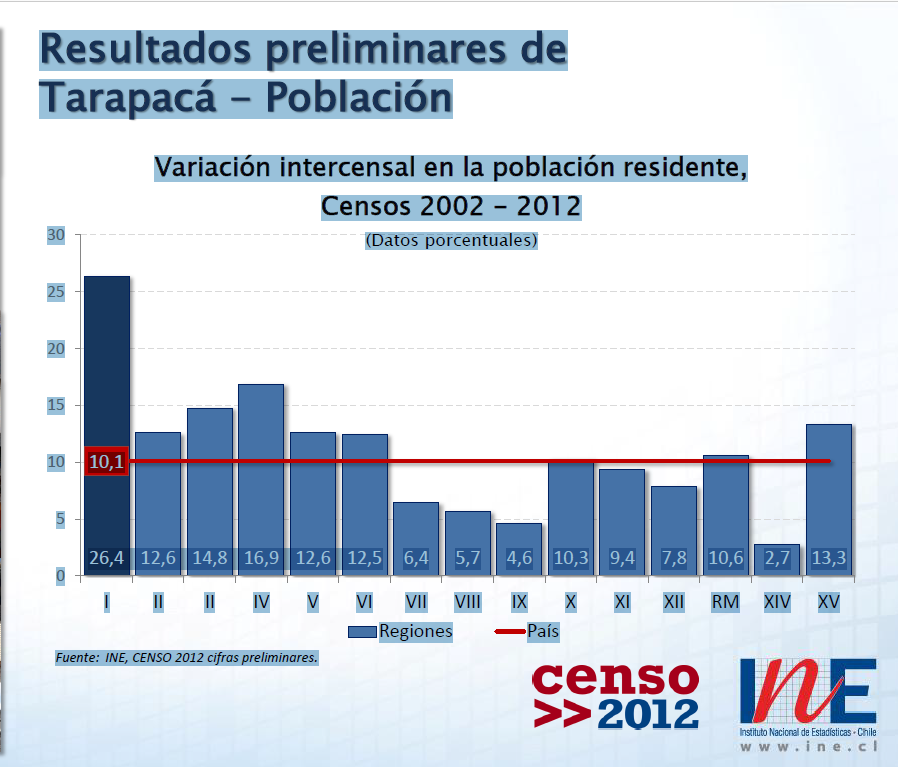 Resultados preliminares de
Tarapacá – Población
Variación intercensal en la población residente,
Censos 2002 – 2012
(Datos porcentuales)
30
25
20
15
10
5
0
10,1
26,4 12,6 14,8 16,9 12,6 12,5 6,4 5,7 4,6 10,3 9,4 7,8 10,6 2,7 13,3
I II II IV V VI VII VIII IX X XI XII RM XIV XV
Regiones País
Fuente: INE, CENSO 2012 cifras preliminares.
censo
>>2012
INE
Instituto Nacional de Estadísticas - Chile
www.ine.cl